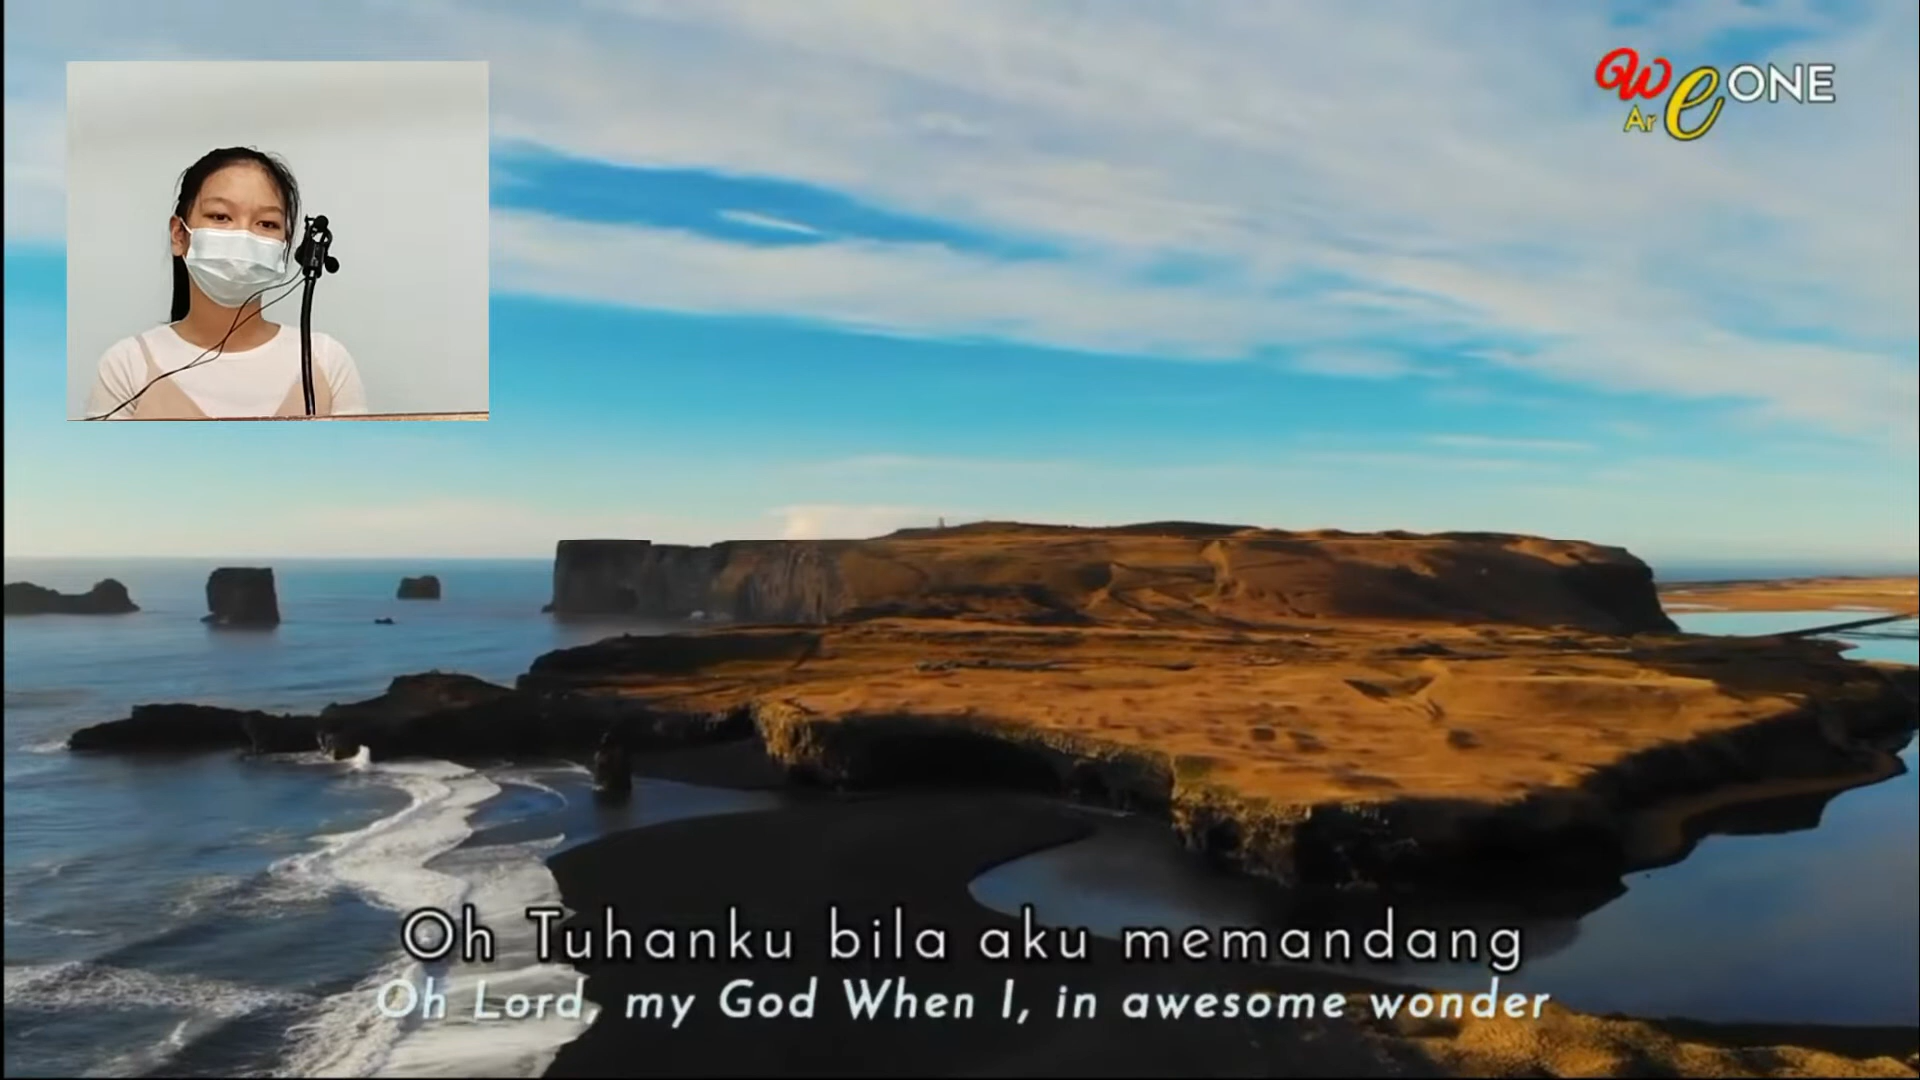 We Are ONE
Oh Tuhanku bila aku memandang
Oh Lord, my God When I, in awesome wonder